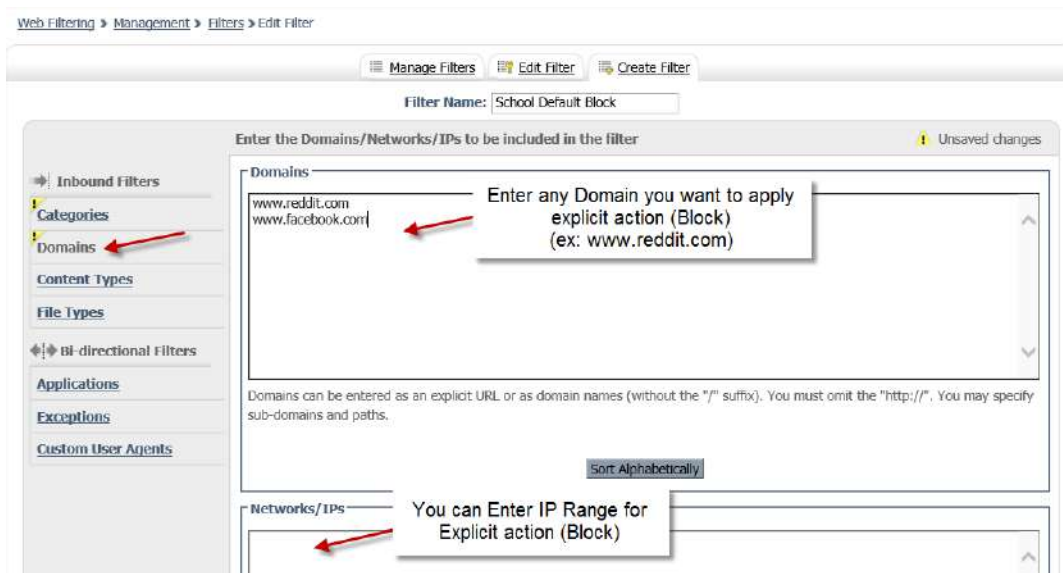 Web Filtering > Management > Filters > Edit Filter
Manage Filters Edit Filter Create Filter
Filter Name: School Default Block
Enter the Domains/Networks/IPs to be included in the filter
! Unsaved changes
Inbound Filters
! Categories
! Domains
Content Types
File Types
Bi-directional Filters
Applications
Exceptions
Custom User Agents
Domains
www.reddit.com
www.facebook.com
Enter any Domain you want to apply
explicit action (Block)
(ex: www.reddit.com)
Domains can be entered as an explicit URL or as domain names (without the "/" suffix). You must omit the "http://". You may specify
sub-domains and paths.
Sort Alphabetically
Networks/IPs
You can Enter IP Range for
Explicit action (Block)